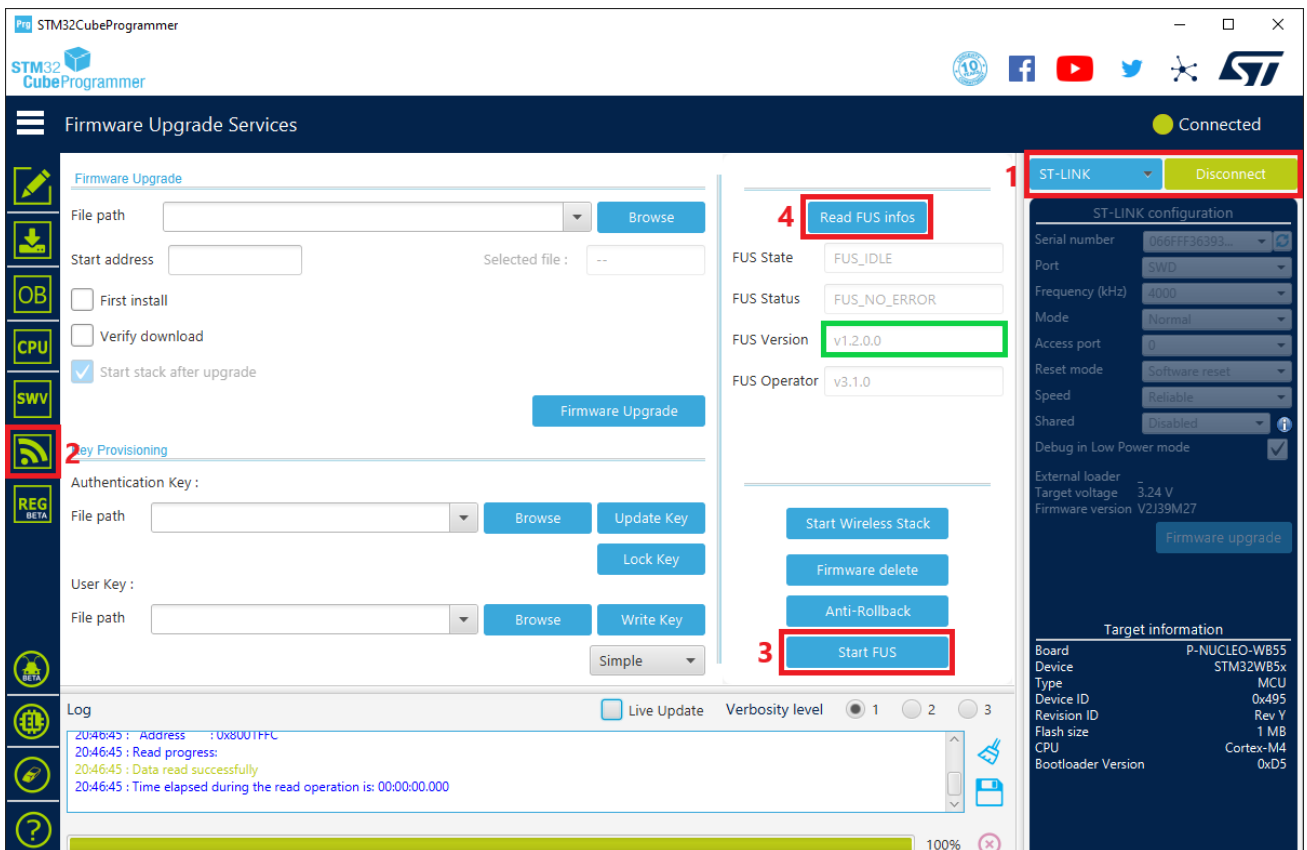 Prg STM32CubeProgrammer
STM32
CubeProgrammer
10
Firmware Upgrade Services
Connected
Firmware Upgrade
File path
Browse
Start address
Selected file :
--
First install
Verify download
Start stack after upgrade
Firmware Upgrade
Key Provisioning
Authentication Key :
File path
Browse
Update Key
Lock Key
User Key :
File path
Browse
Write Key
Simple
4 Read FUS infos
FUS State FUS_IDLE
FUS Status FUS_NO_ERROR
FUS Version v1.2.0.0
FUS Operator v3.1.0
Start Wireless Stack
Firmware delete
Anti-Rollback
3 Start FUS
1 ST-LINK Disconnect
ST-LINK configuration
Serial number 066FFF36393...
Port SWD
Frequency (kHz) 4000
Mode Normal
Access port 0
Reset mode Software reset
Speed Reliable
Shared Disabled
Debug in Low Power mode
External loader _
Target voltage 3.24 V
Firmware version V2J39M27
Firmware upgrade
Target information
Board P-NUCLEO-WB55
Device STM32WB5x
Type MCU
Device ID 0x495
Revision ID Rev Y
Flash size 1 MB
CPU Cortex-M4
Bootloader Version 0xD5
OB
CPU
SWV
2
REG
BETA
BETA
?
Log
Live Update
Verbosity level 1 2 3
20:46:45 : Address : 0x8001FFC
20:46:45 : Read progress:
20:46:45 : Data read successfully
20:46:45 : Time elapsed during the read operation is: 00:00:00.000
100%